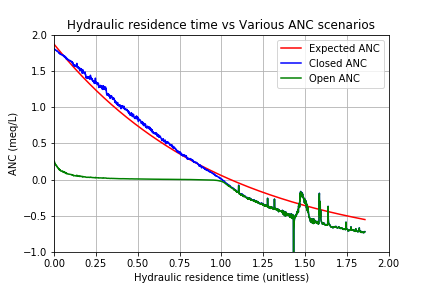 Hydraulic residence time vs Various ANC scenarios
Expected ANC
Closed ANC
Open ANC
ANC (meq/L)
2.0
1.5
1.0
0.5
0.0
−0.5
−1.0
0.00 0.25 0.50 0.75 1.00 1.25 1.50 1.75 2.00
Hydraulic residence time (unitless)